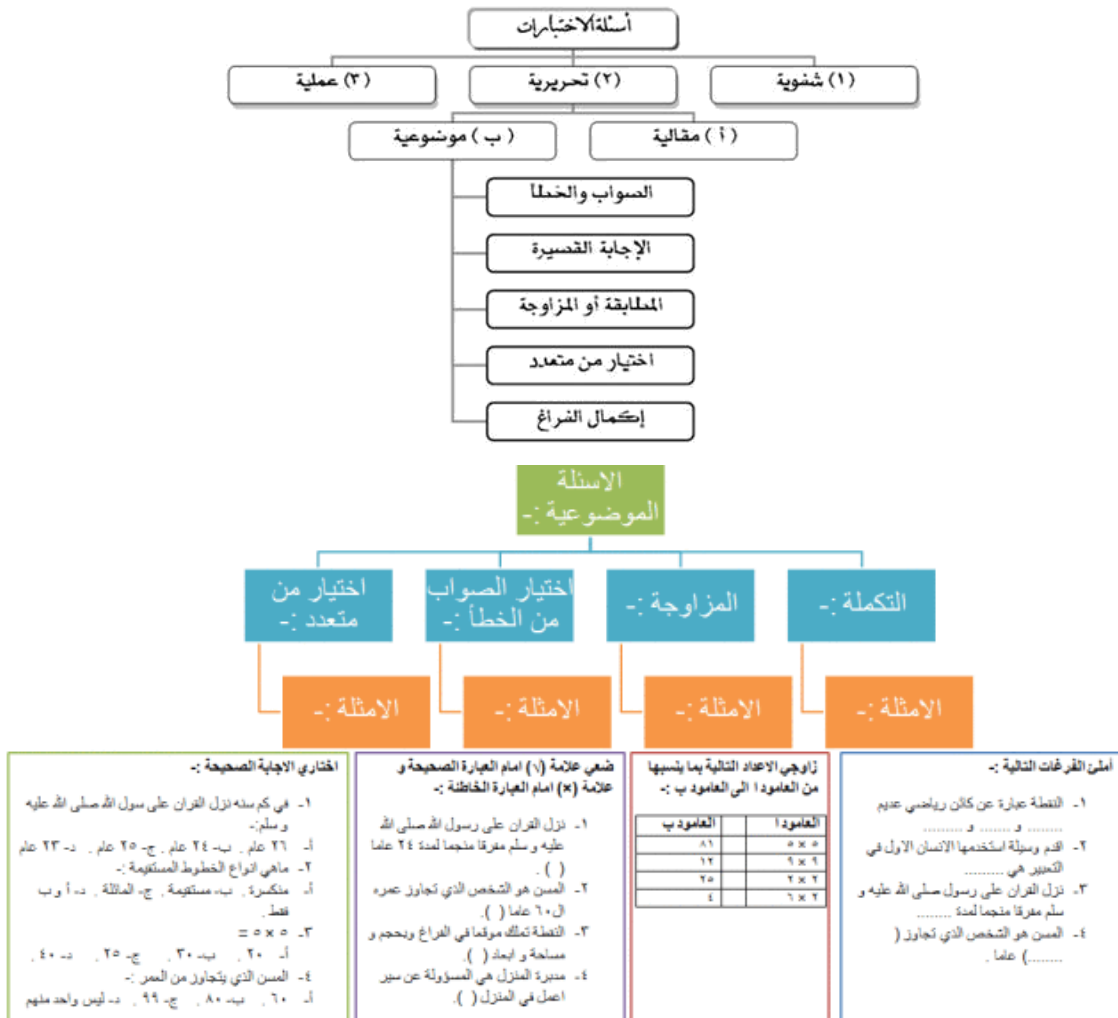 أسئلة الاختبارات
(١) شفوية
(٢) تحريرية
(٣) عملية
(أ) مقالية
(ب) موضوعية
الصواب والخطأ
الإجابة القصيرة
المطابقة أو المزاوجة
اختيار من متعدد
إكمال الفراغ
الاسئلة
الموضوعية :-
التكملة :-
المزاوجة :-
اختيار الصواب
من الخطأ :-
اختيار من
متعدد :-
الامثلة :-
الامثلة :-
الامثلة :-
الامثلة :-
أملئ الفرغات التالية :-
١- النقطة عبارة عن كائن رياضي عديم
........ و ........ و .........
٢- اقدم وسيلة استخدمها الانسان الاول في
التعبير هي .........
٣- نزل القران على رسول صلى الله عليه و
سلم مفرقا منجما لمدة ........
٤- المسن هو الشخص الذي تجاوز (
........) عاما .
زاوجي الاعداد التالية بما ينسبها
من العامود ا الى العامود ب :-
العامود ا العامود ب
٥ × ٥ ٨١
٩ × ٩ ١٢
٢ × ٢ ٢٥
٢ × ٦ ٤
ضعي علامة (√) امام العبارة الصحيحة و
علامة (×) امام العبارة الخاطئة :-
١- نزل القران على رسول الله صلى الله
عليه و سلم مفرقا منجما لمدة ٢٤ عاما
( ) .
٢- المسن هو الشخص الذي تجاوز عمره
ال ٦٠ عاما ( ).
٣- النقطة تملك موقعا في الفراغ وبحجم و
مساحة و ابعاد ( ).
٤- مدبرة المنزل هي المسؤولة عن سير
اعمل في المنزل ( ).
اختاري الاجابة الصحيحة :-
١- في كم سنه نزل القران على سول الله صلى الله عليه
و سلم:-
أ- ٢٦ عام . ب- ٢٤ عام . ج- ٢٥ عام . د- ٢٣ عام
٢- ماهي انواع الخطوط المستقيمة :-
أ- منكسرة . ب- مستقيمة . ج- المائلة . د- أ و ب
فقط .
٣- ٥ × ٥ =
أ- ٢٠ . ب- ٣٠ . ج- ٢٥ . د- ٤٠ .
٤- المسن الذي يتجاوز من العمر :-
أ- ٦٠ . ب- ٨٠ . ج- ٩٩ . د- ليس واحد منهم